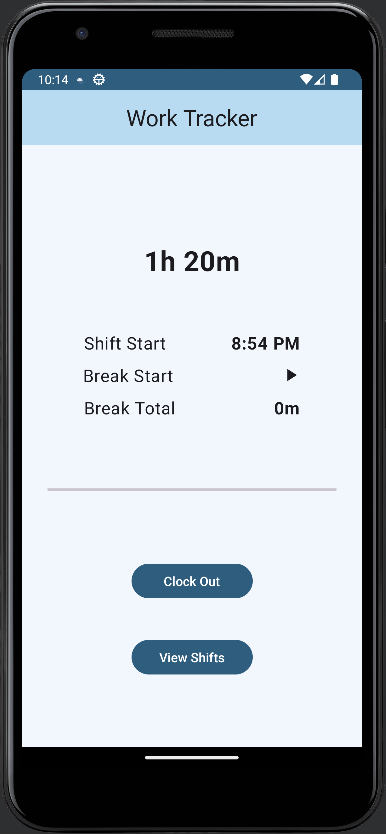 10:14
Work Tracker
1h 20m
Shift Start 8:54 PM
Break Start
Break Total 0m
Clock Out
View Shifts